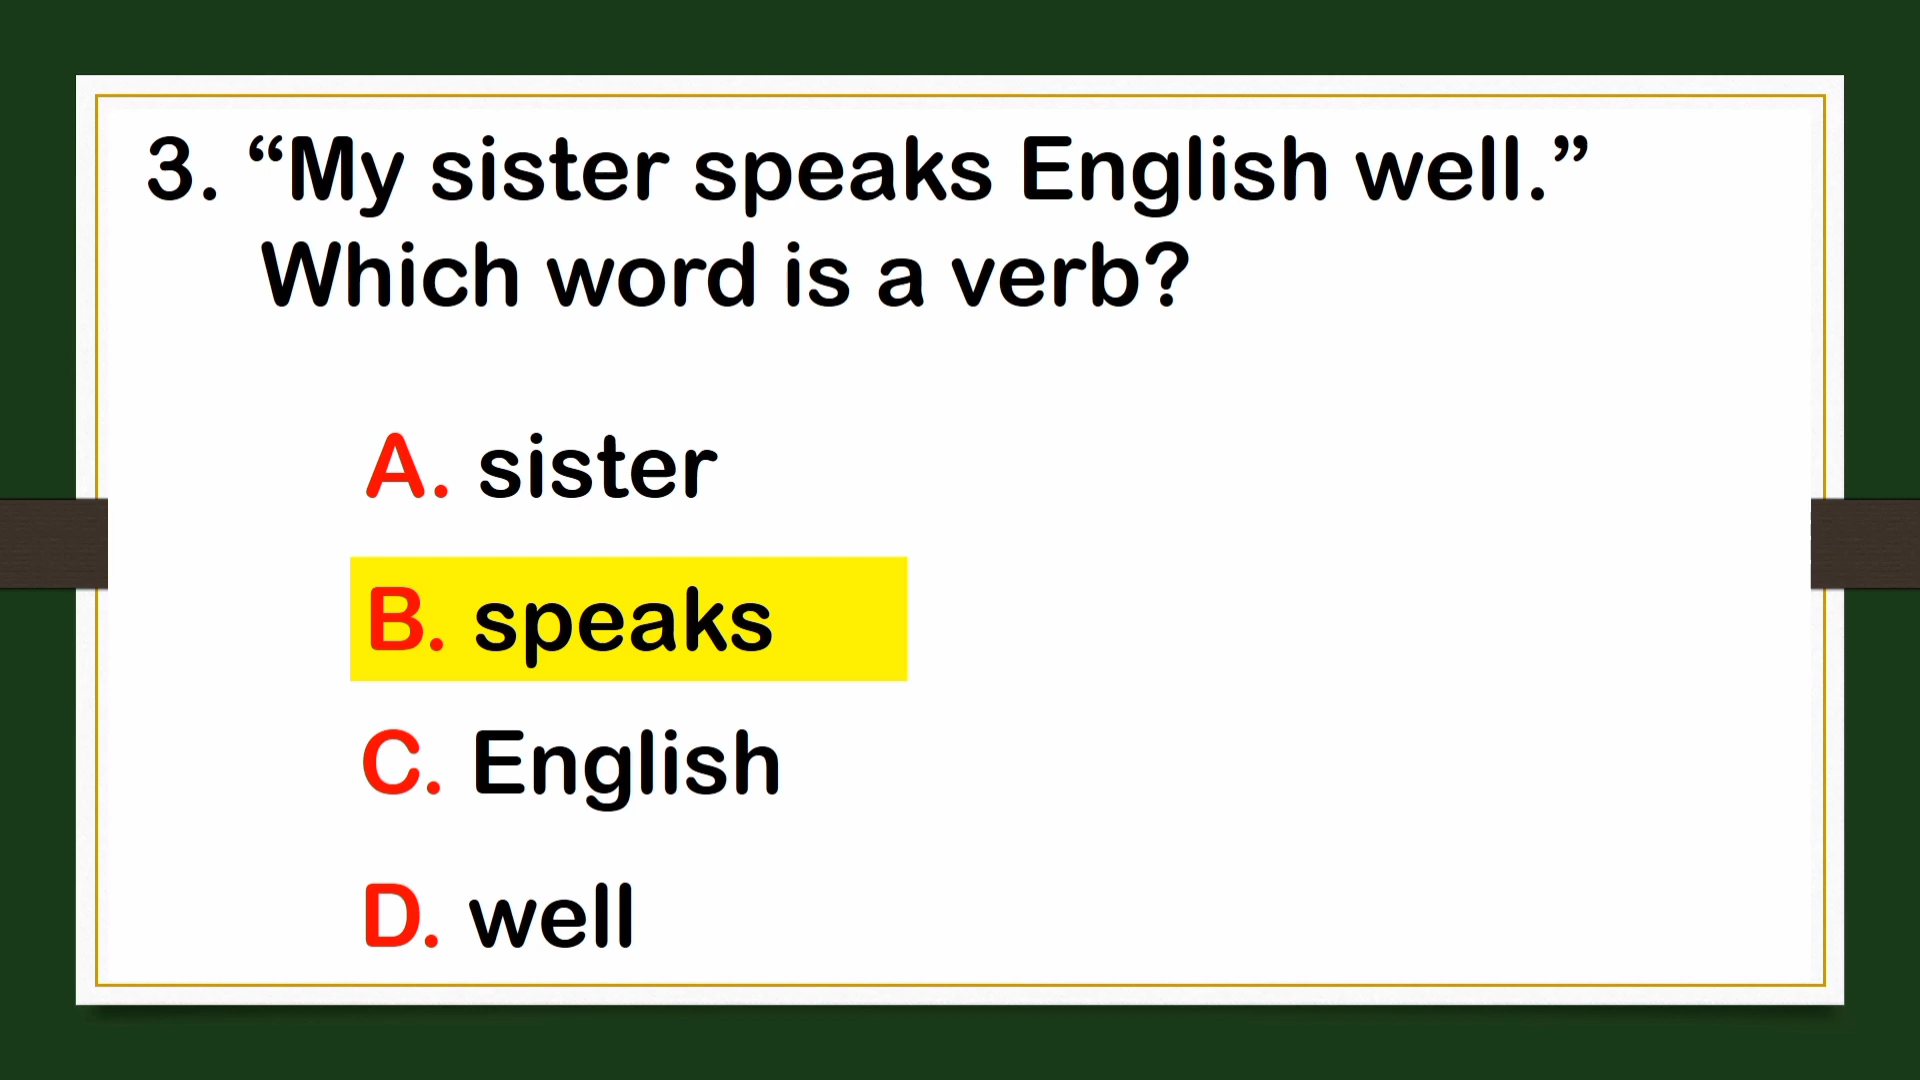 3. “My sister speaks English well.”
Which word is a verb?
A. sister
B. speaks
C. English
D. well